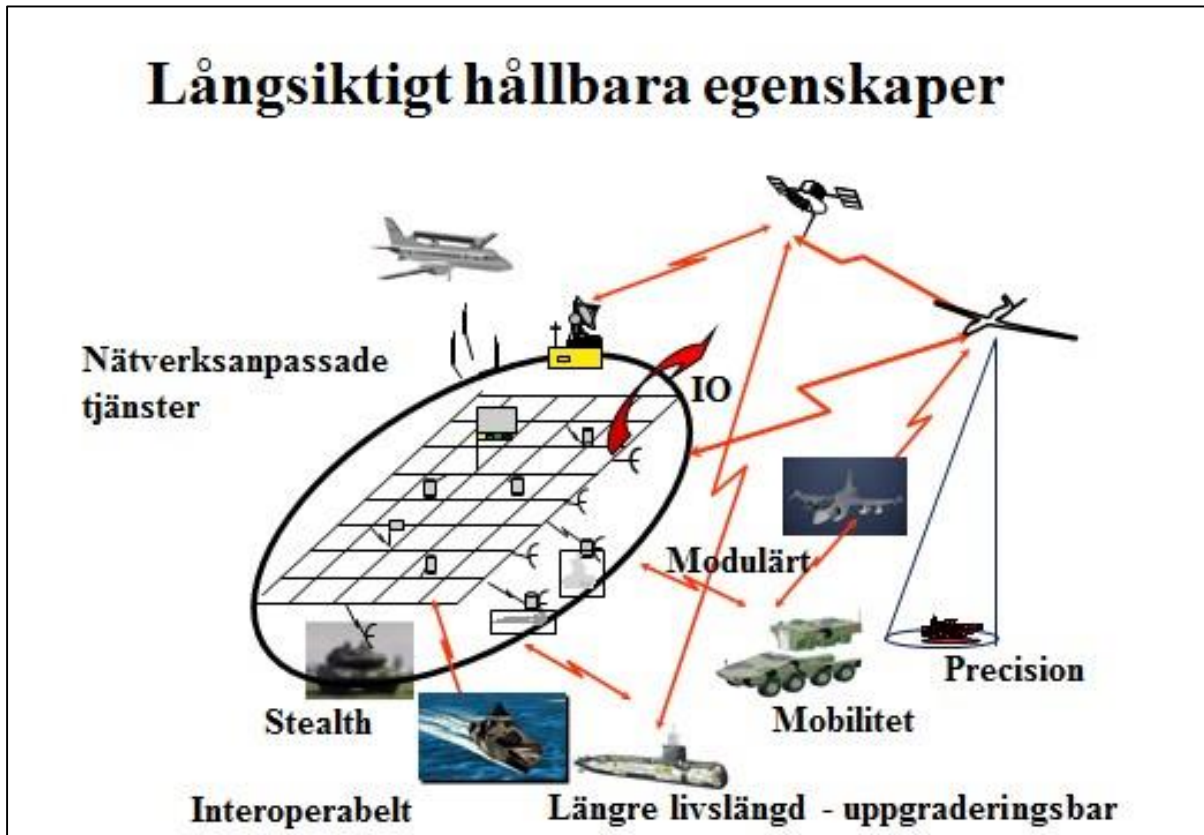 Långsiktigt hållbara egenskaper
Nätverksanpassade
tjänster
IO
Modulärt
Precision
Stealth
Mobilitet
Interoperabelt
Längre livslängd - uppgraderingsbar